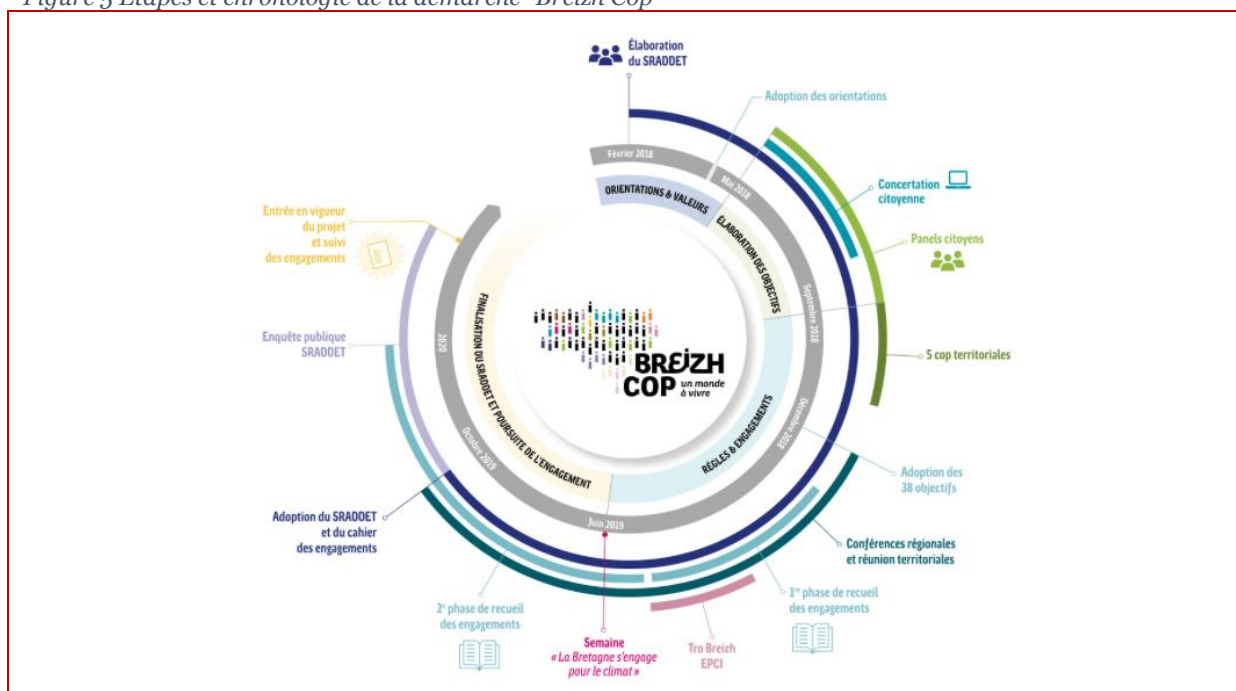 Figure 5 Étapes et chronologie de la démarche "Breizh Cop"
Élaboration
du SRADDET
Adoption des orientations
Février 2018
Mai 2018
ORIENTATIONS & VALEURS
Concertation
citoyenne
Entrée en vigueur
du projet
et suivi
des engagements
ÉLABORATION DES OBJECTIFS
Panels citoyens
Septembre 2018
Enquête publique
SRADDET
2020
FINALISATION DU SRADDET ET POURSUITE DE L'ENGAGEMENT
BREIZH
COP
un monde
à vivre
5 cop territoriales
RÈGLES & ENGAGEMENTS
Décembre 2018
Octobre 2019
Adoption des
38 objectifs
Adoption du SRADDET
et du cahier
des engagements
Juin 2019
Conférences régionales
et réunion territoriales
2e phase de recueil
des engagements
1re phase de recueil
des engagements
Semaine
« La Bretagne s'engage
pour le climat »
Tro Breizh
EPCI